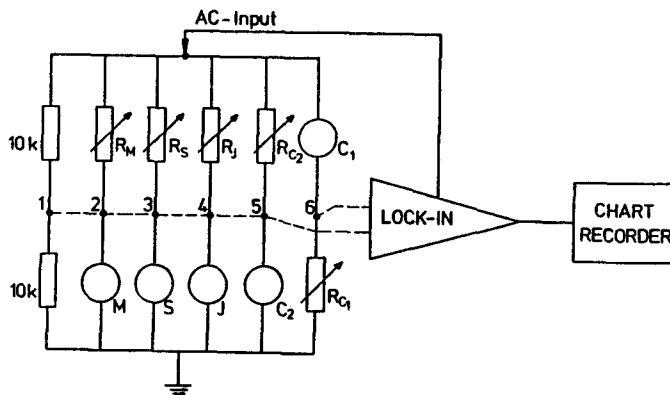 AC-Input
10k
R_M
R_S
R_J
R_C2
C_1
1
2
3
4
5
6
LOCK-IN
CHART
RECORDER
10k
M
S
J
C_2
R_C1